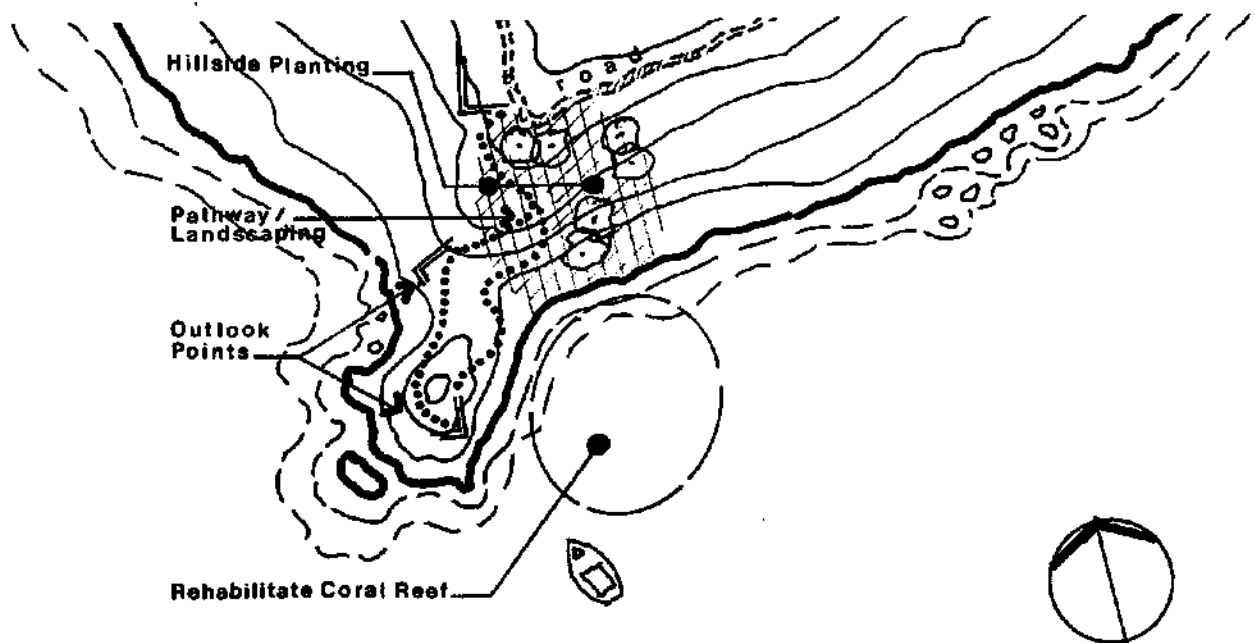 Hillside Planting
road
Pathway/
Landscaping
Outlook
Points
Rehabilitate Coral Reef